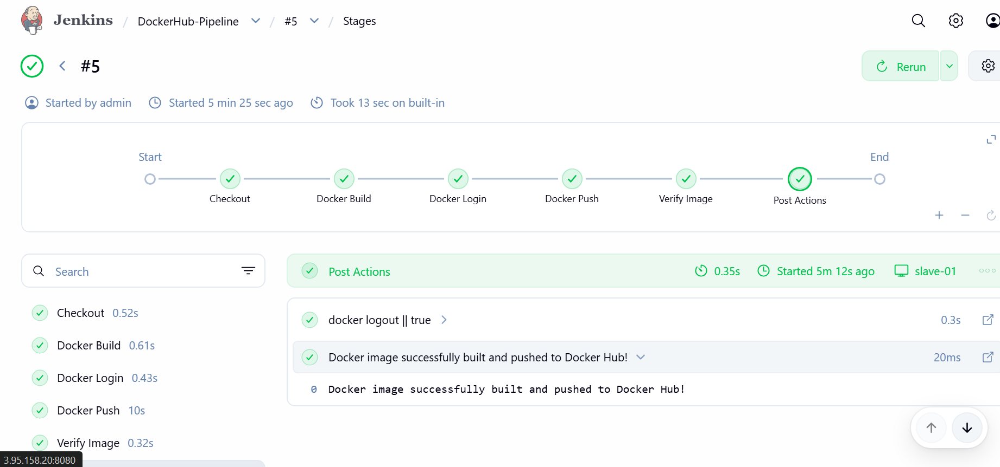 Jenkins / DockerHub-Pipeline / #5 / Stages
#5
Rerun
Started by admin Started 5 min 25 sec ago Took 13 sec on built-in
Start End
Checkout Docker Build Docker Login Docker Push Verify Image Post Actions
Search
Checkout 0.52s
Docker Build 0.61s
Docker Login 0.43s
Docker Push 10s
Verify Image 0.32s
Post Actions 0.35s Started 5m 12s ago slave-01
docker logout || true 0.3s
Docker image successfully built and pushed to Docker Hub! 20ms
0 Docker image successfully built and pushed to Docker Hub!
3.95.158.20:8080